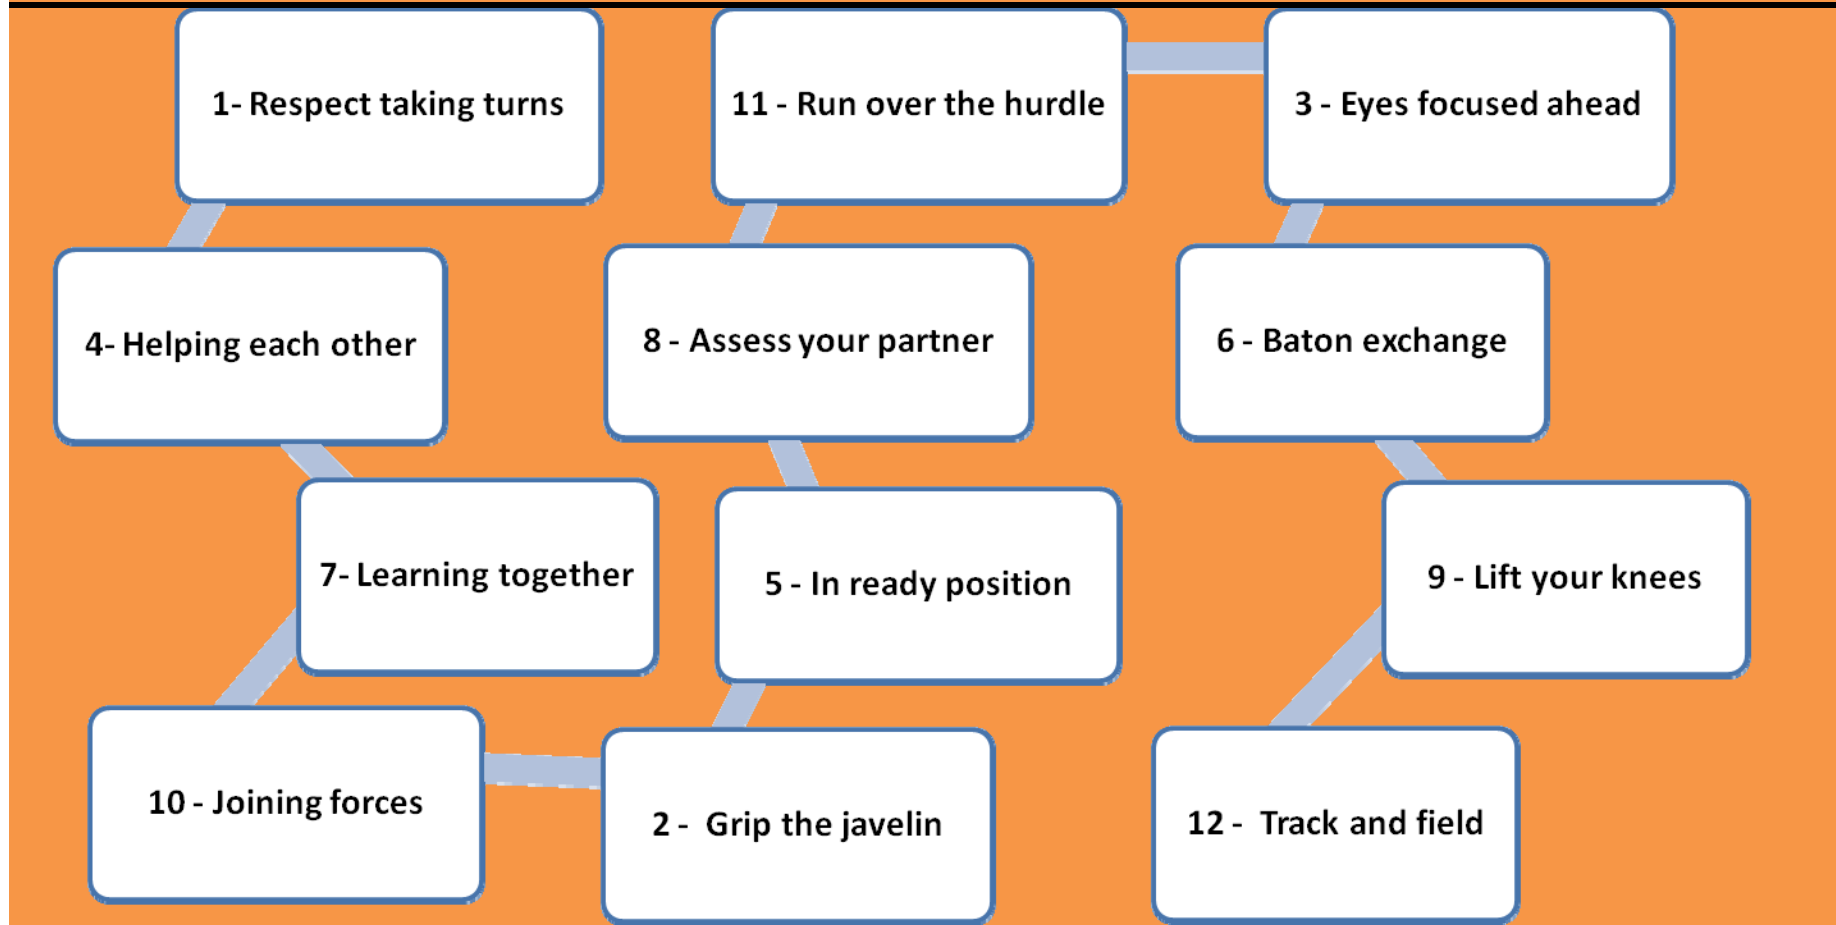 1- Respect taking turns
11 - Run over the hurdle
3 - Eyes focused ahead
4- Helping each other
8 - Assess your partner
6 - Baton exchange
7- Learning together
5 - In ready position
9 - Lift your knees
10 - Joining forces
2 -  Grip the javelin
12 -  Track and field